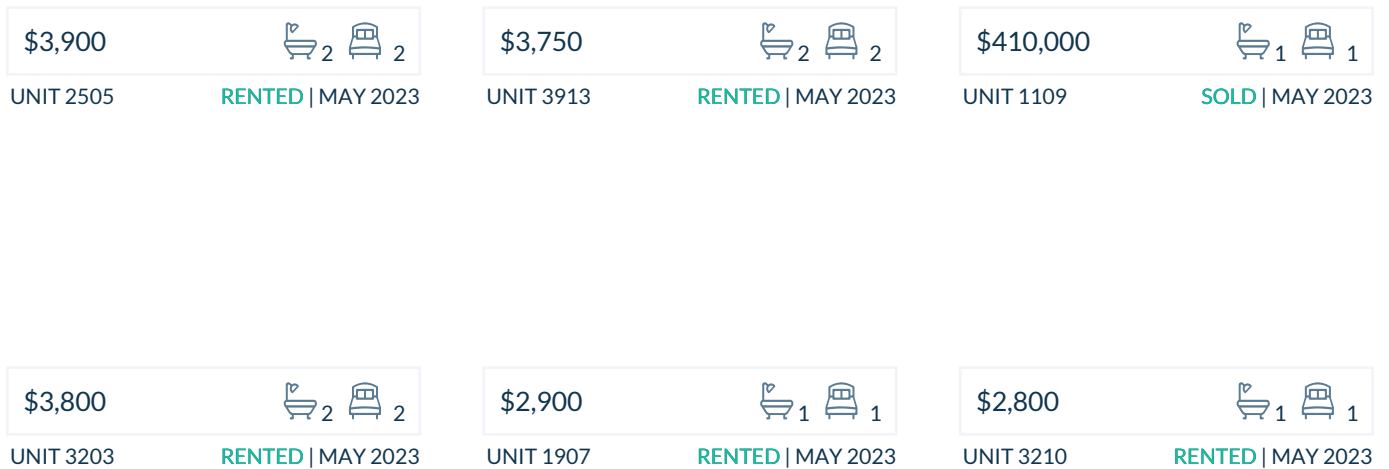 $3,900 2 2
UNIT 2505 RENTED | MAY 2023
$3,750 2 2
UNIT 3913 RENTED | MAY 2023
$410,000 1 1
UNIT 1109 SOLD | MAY 2023
$3,800 2 2
UNIT 3203 RENTED | MAY 2023
$2,900 1 1
UNIT 1907 RENTED | MAY 2023
$2,800 1 1
UNIT 3210 RENTED | MAY 2023